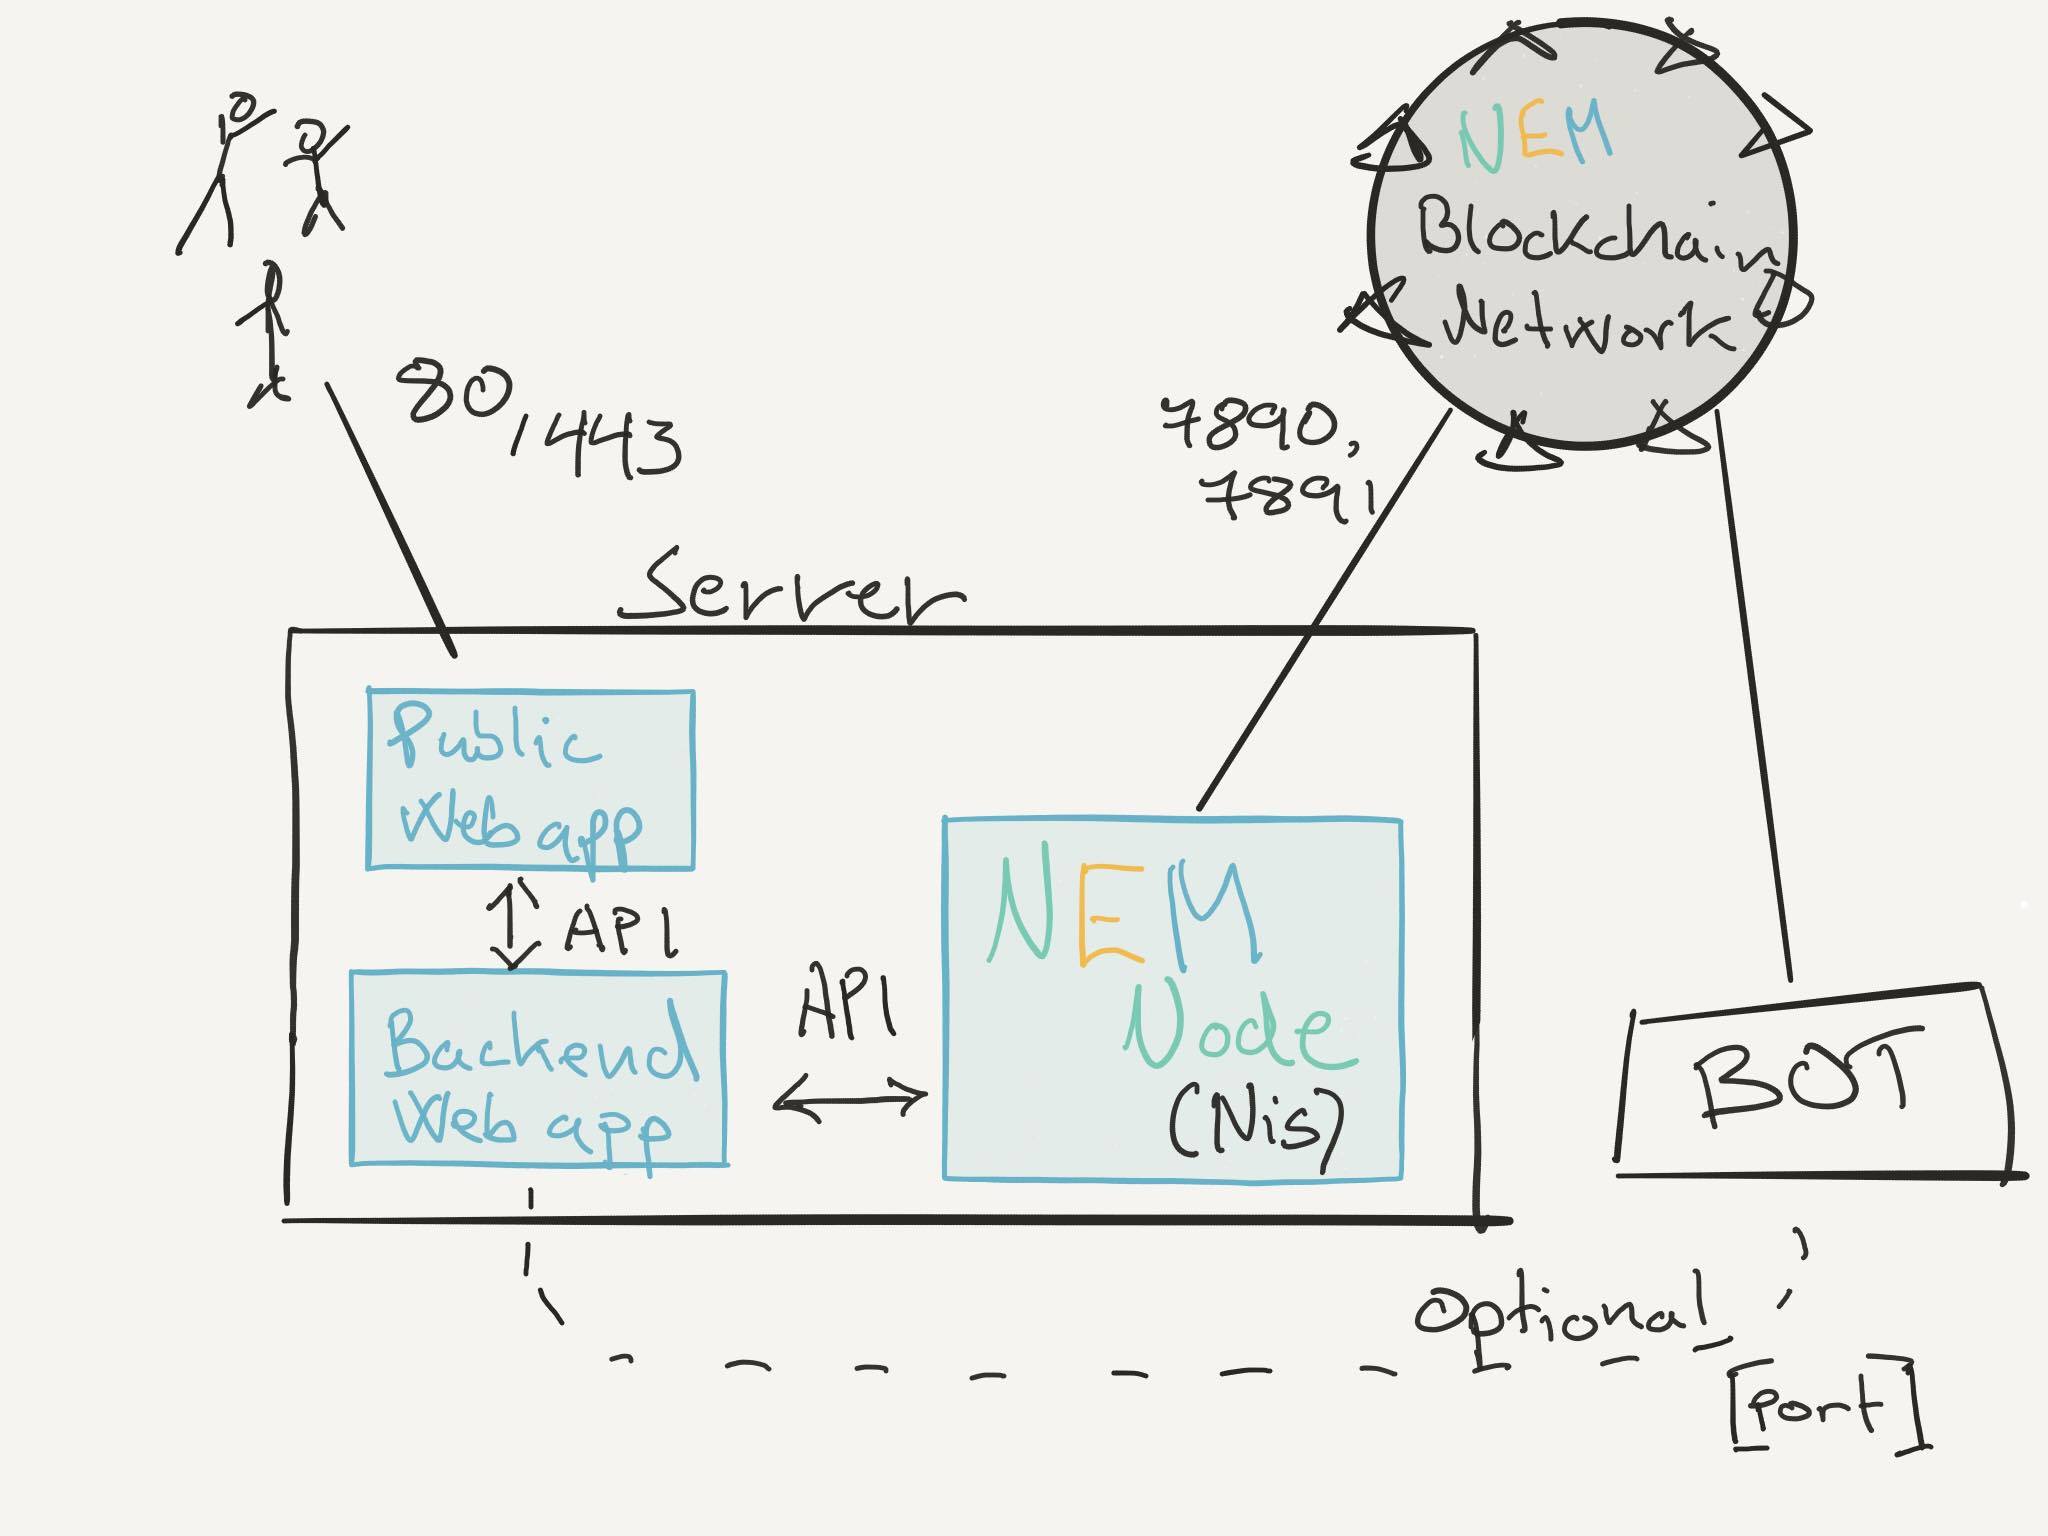 NEM
Blockchain
Network
80, 443
7890,
7891
Server
Public
Web app
API
Backend
Web app
API
NEM
Node
(Nis)
BOT
optional
[port]